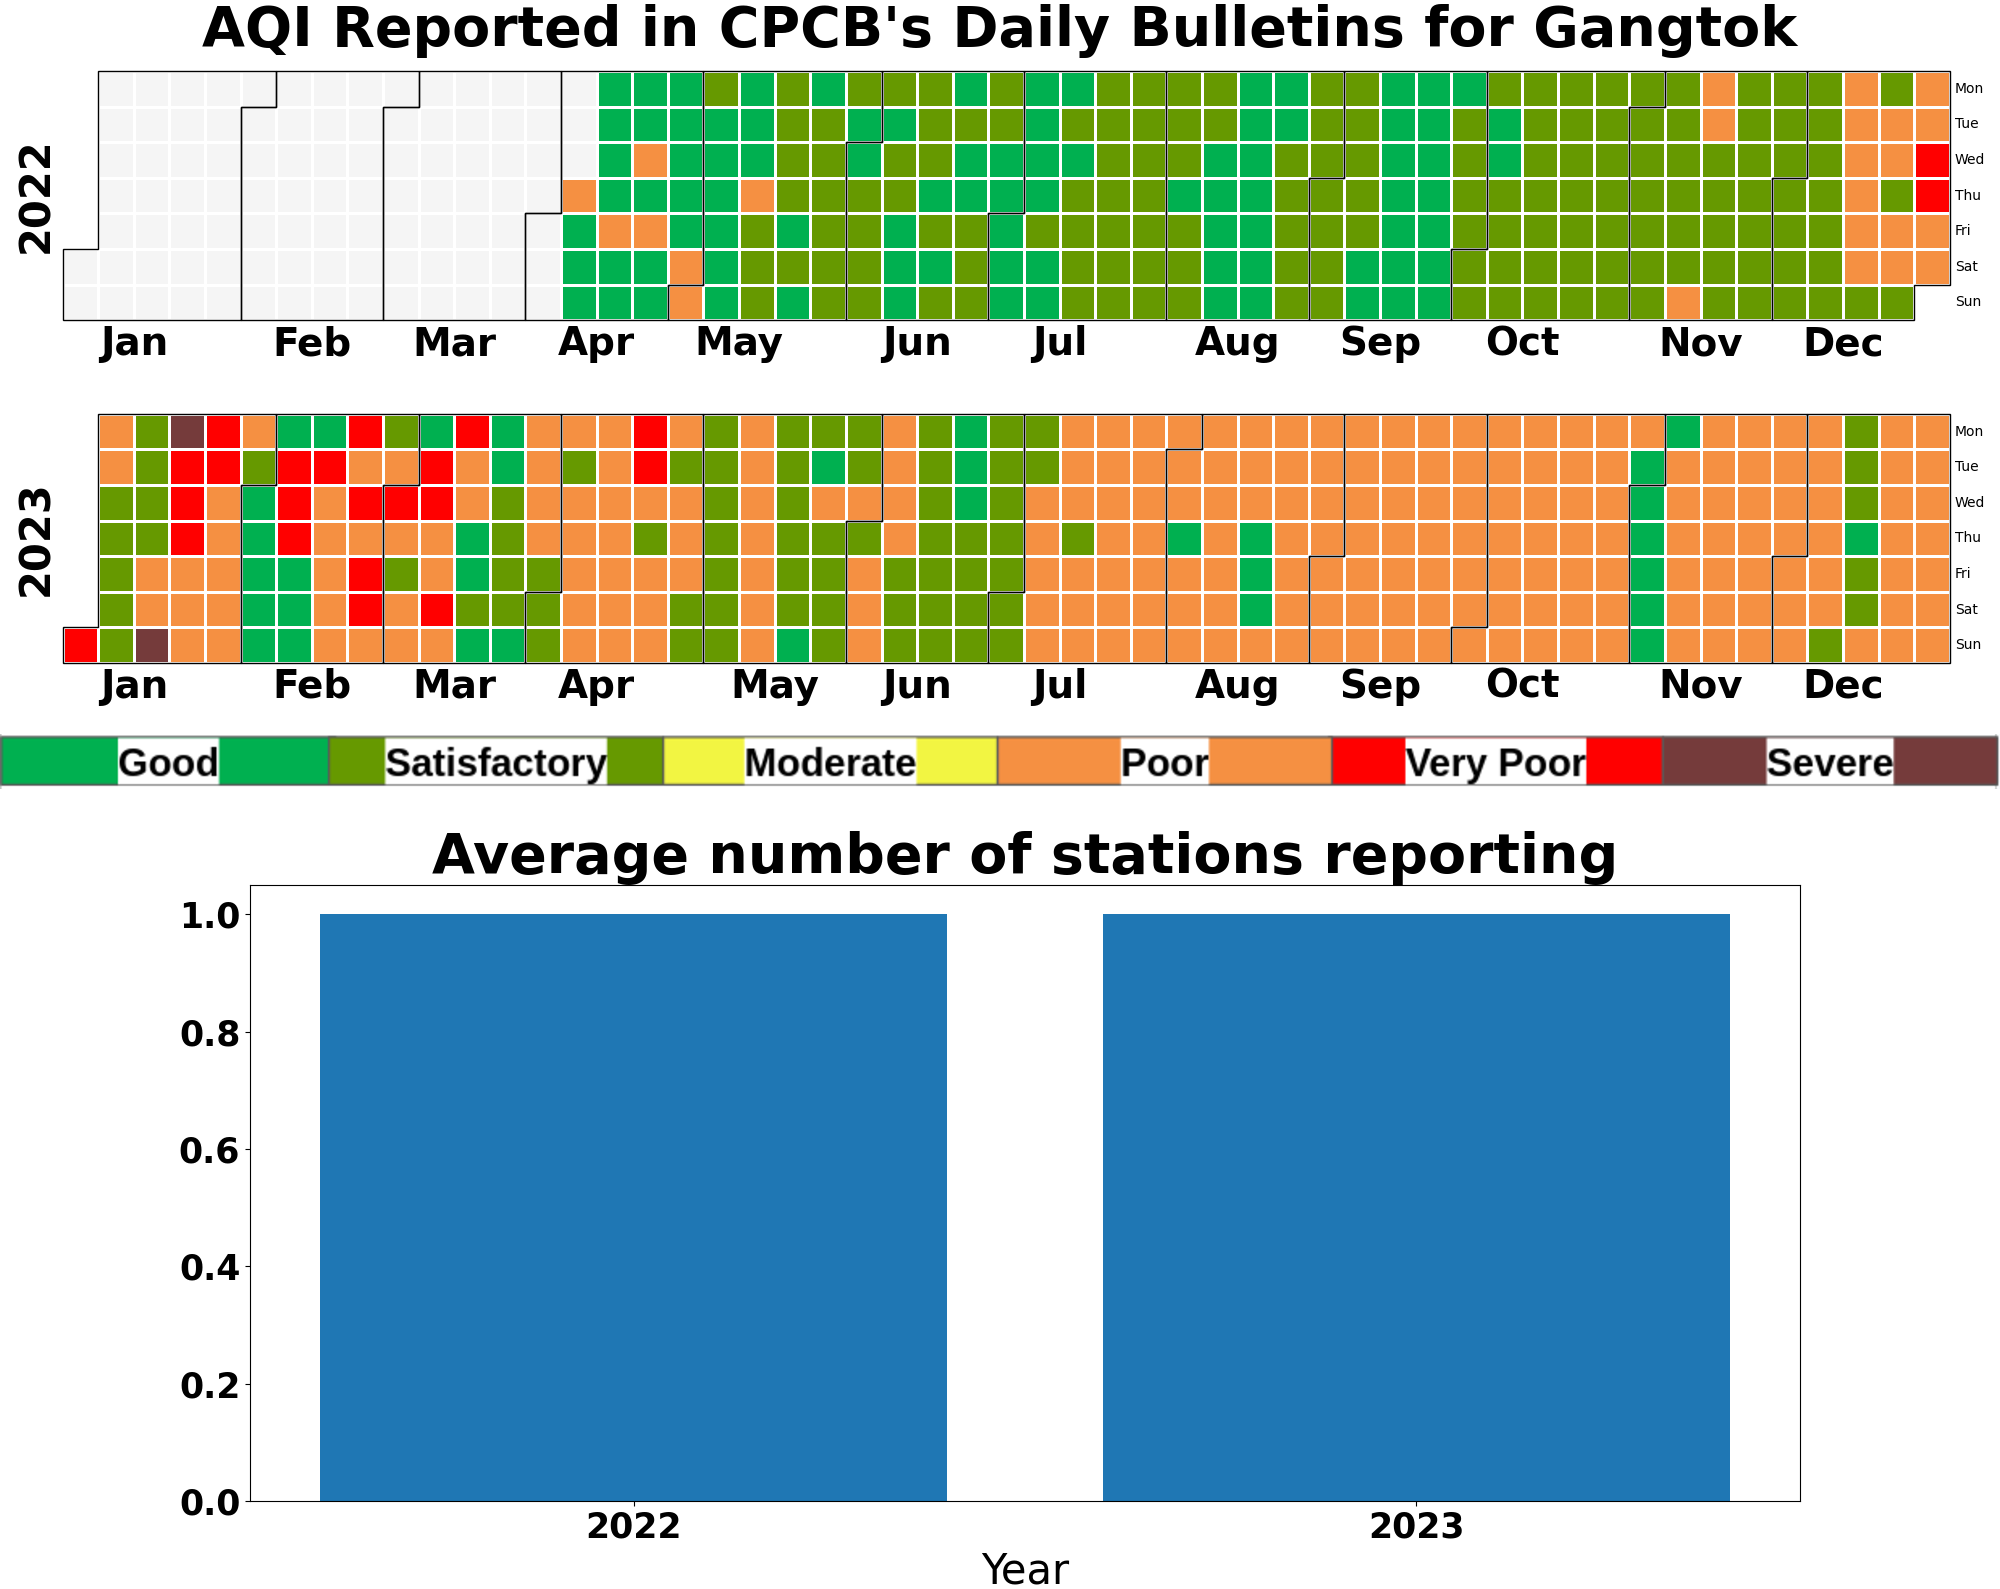 AQI Reported in CPCB's Daily Bulletins for Gangtok
2022
Mon
Tue
Wed
Thu
Fri
Sat
Sun
Jan Feb Mar Apr May Jun Jul Aug Sep Oct Nov Dec
2023
Mon
Tue
Wed
Thu
Fri
Sat
Sun
Jan Feb Mar Apr May Jun Jul Aug Sep Oct Nov Dec
Good Satisfactory Moderate Poor Very Poor Severe
Average number of stations reporting
1.0
0.8
0.6
0.4
0.2
0.0
2022 2023
Year